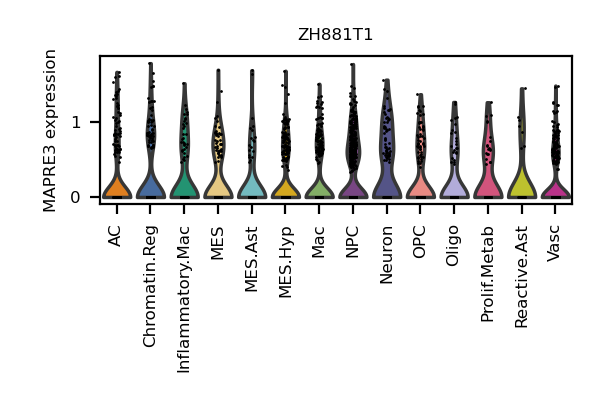 ZH881T1
MAPRE3 expression
1
0
AC
Chromatin.Reg
Inflammatory.Mac
MES
MES.Ast
MES.Hyp
Mac
NPC
Neuron
OPC
Oligo
Prolif.Metab
Reactive.Ast
Vasc